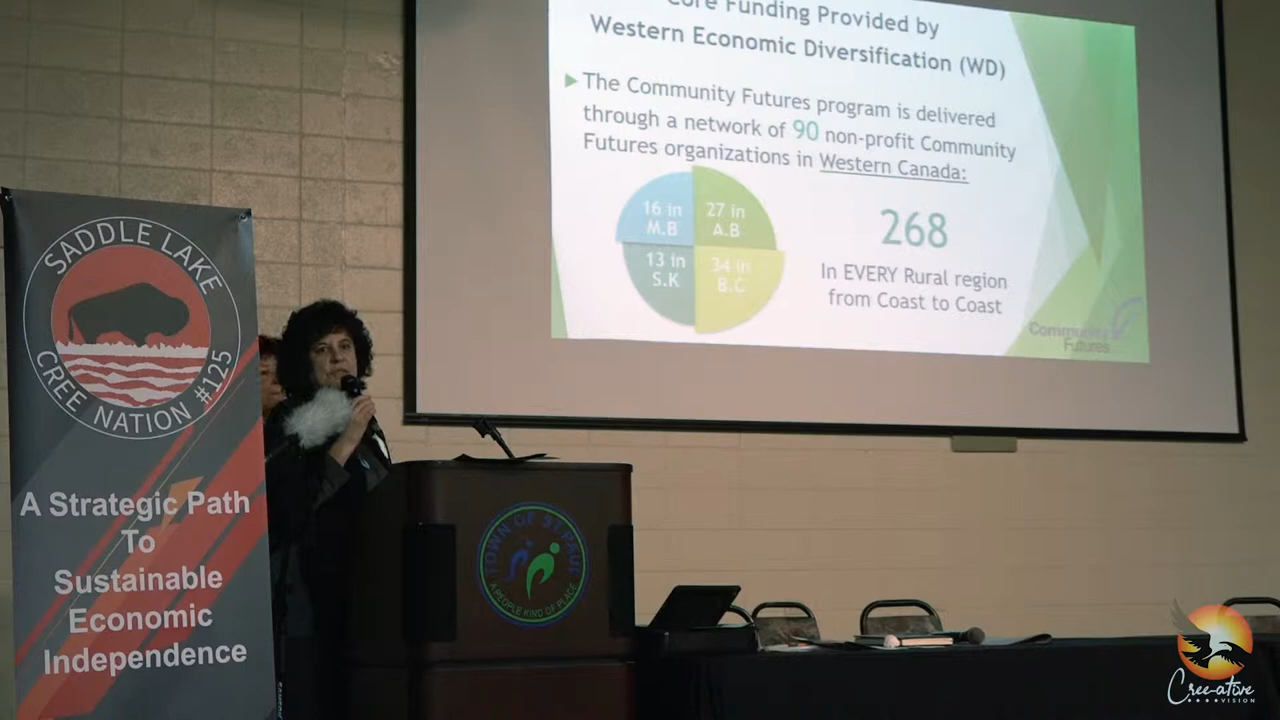 Core Funding Provided by
Western Economic Diversification (WD)
The Community Futures program is delivered
through a network of 90 non-profit Community
Futures organizations in Western Canada:
16 in
M.B
27 in
A.B
13 in
S.K
34 in
B.C
268
In EVERY Rural region
from Coast to Coast
Community
Futures
SADDLE LAKE
CREE NATION #125
A Strategic Path
To
Sustainable
Economic
Independence
TOWN OF ST. PAUL
A PEOPLE KIND OF PLACE
Cree-ative
VISION